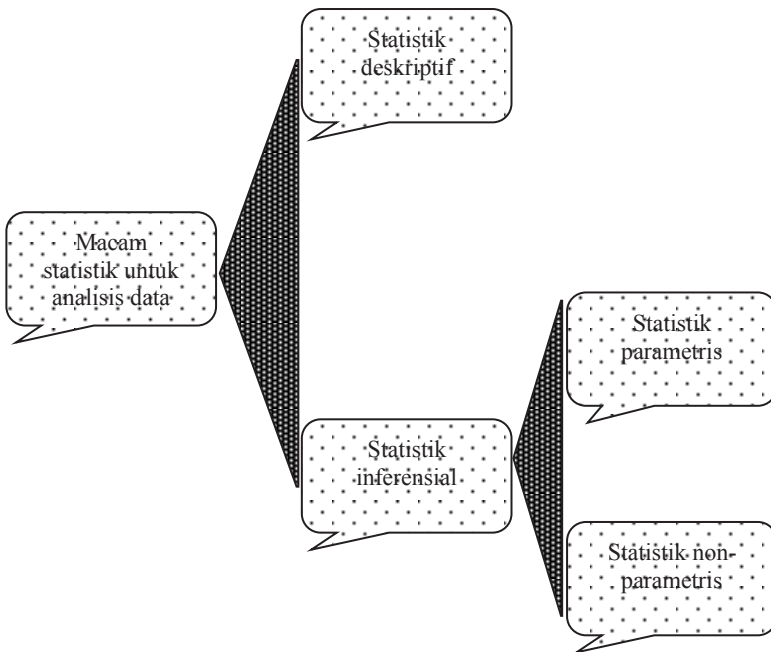 Statistik
deskriptif
Macam
statistik untuk
analisis data
Statistik
parametris
Statistik
inferensial
Statistik non-
parametris